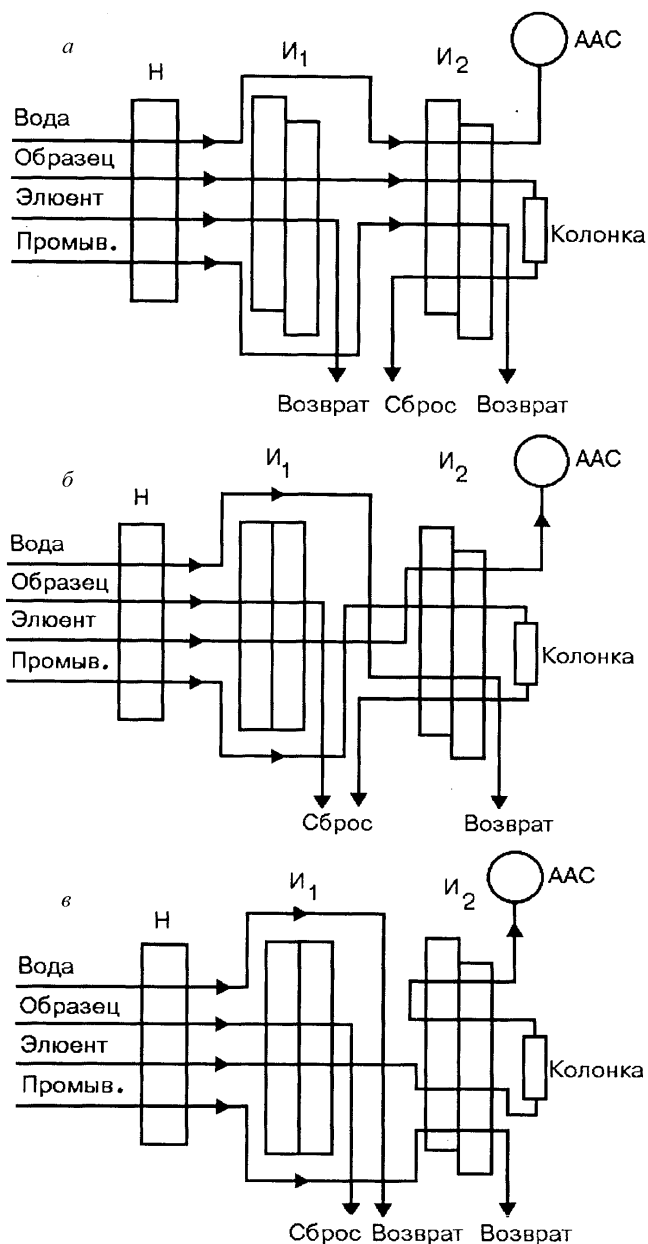 а
Н
И1
И2
ААС
Вода
Образец
Элюент
Промыв.
Колонка
Возврат Сброс Возврат
б
Н
И1
И2
ААС
Вода
Образец
Элюент
Промыв.
Колонка
Сброс Возврат
в
Н
И1
И2
ААС
Вода
Образец
Элюент
Промыв.
Колонка
Сброс Возврат Возврат